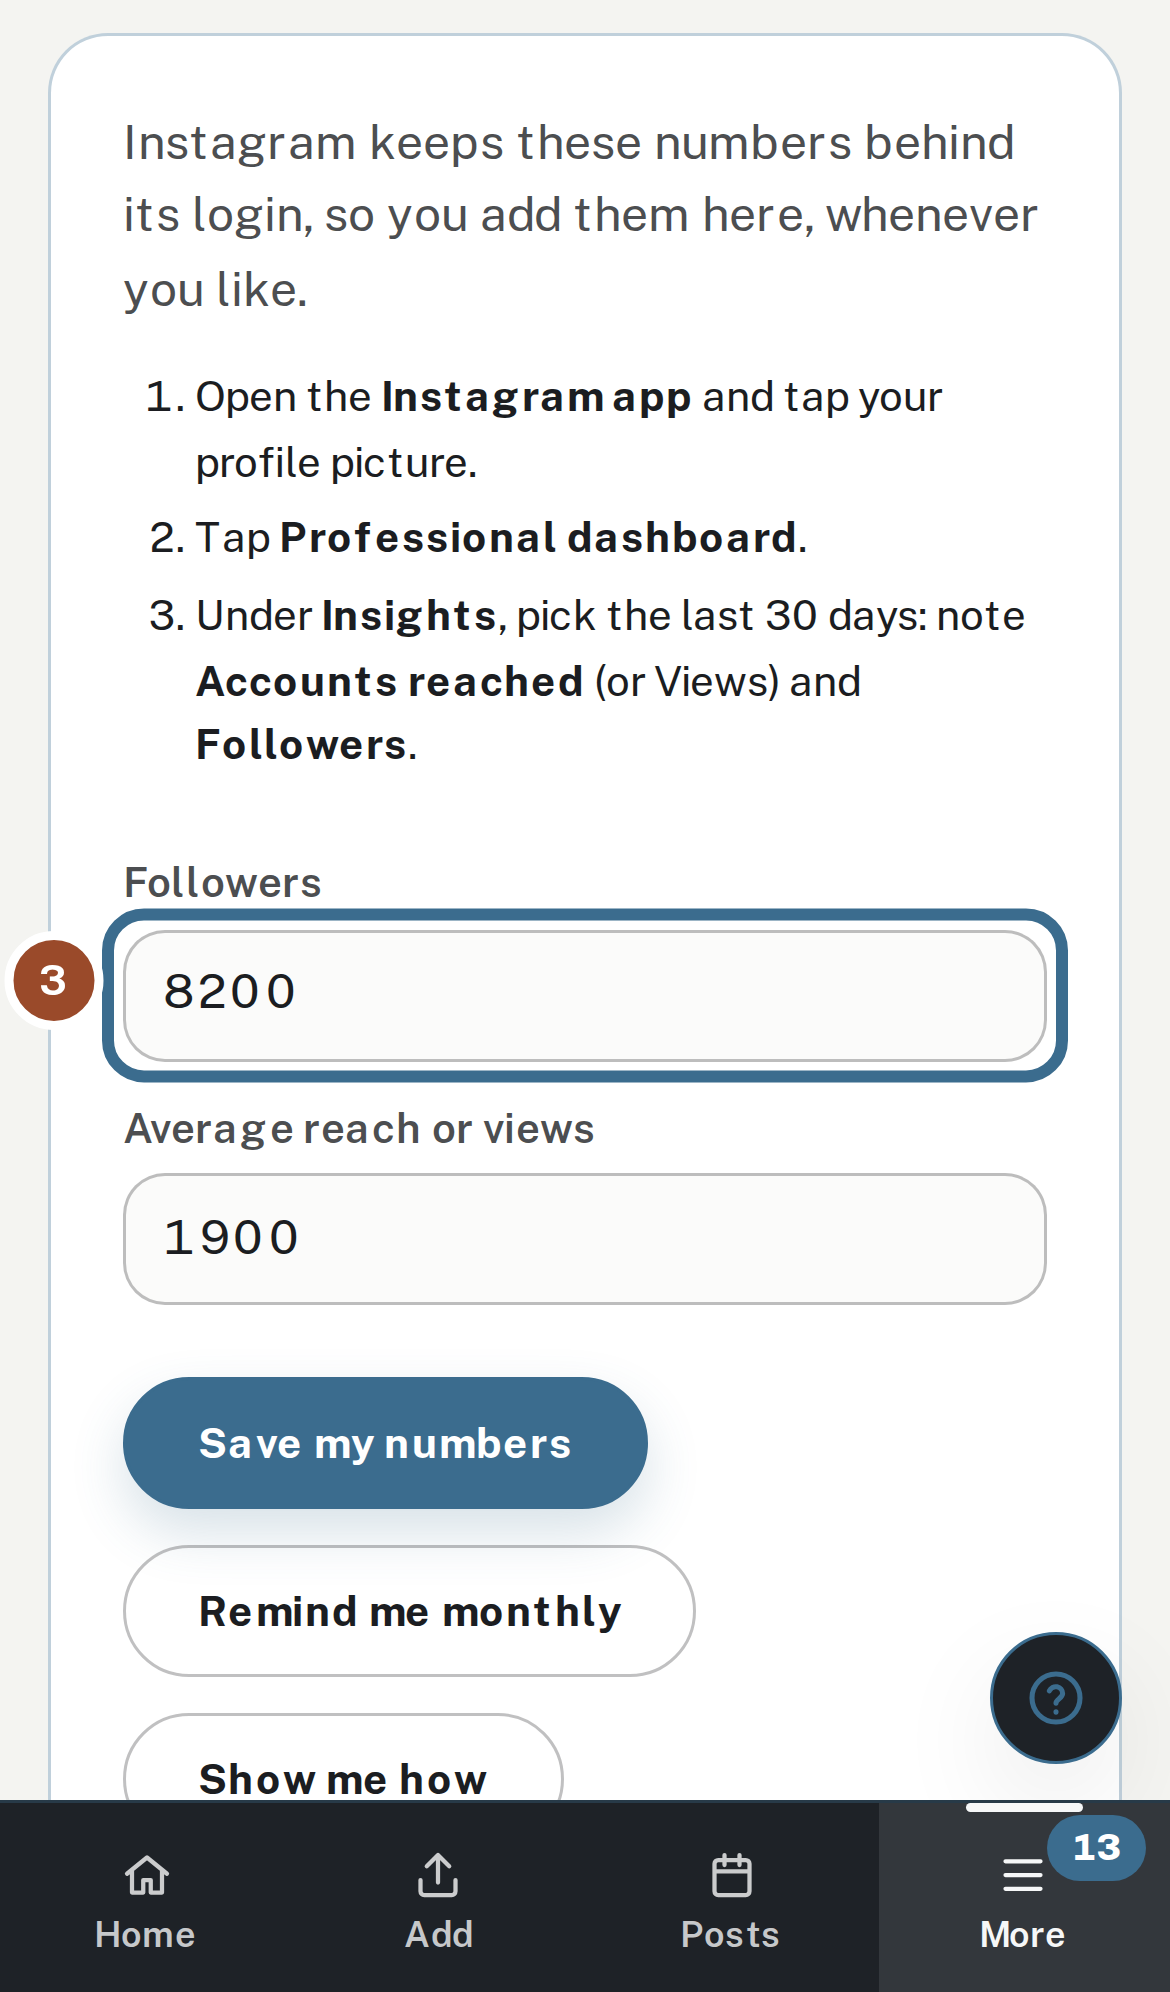 Instagram keeps these numbers behind
its login, so you add them here, whenever
you like.
1. Open the Instagram app and tap your
profile picture.
2. Tap Professional dashboard.
3. Under Insights, pick the last 30 days: note
Accounts reached (or Views) and
Followers.
Followers
3
8200
Average reach or views
1900
Save my numbers
Remind me monthly
Show me how
?
13
Home
Add
Posts
More